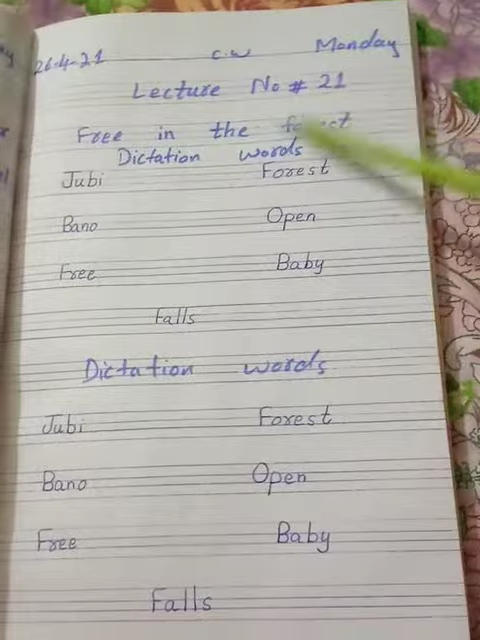 26-4-21 C.W Monday
Lecture No # 21
Free in the forest
Dictation words
Jubi Forest
Bano Open
Free Baby
Falls
Dictation words
Jubi Forest
Bano Open
Free Baby
Falls